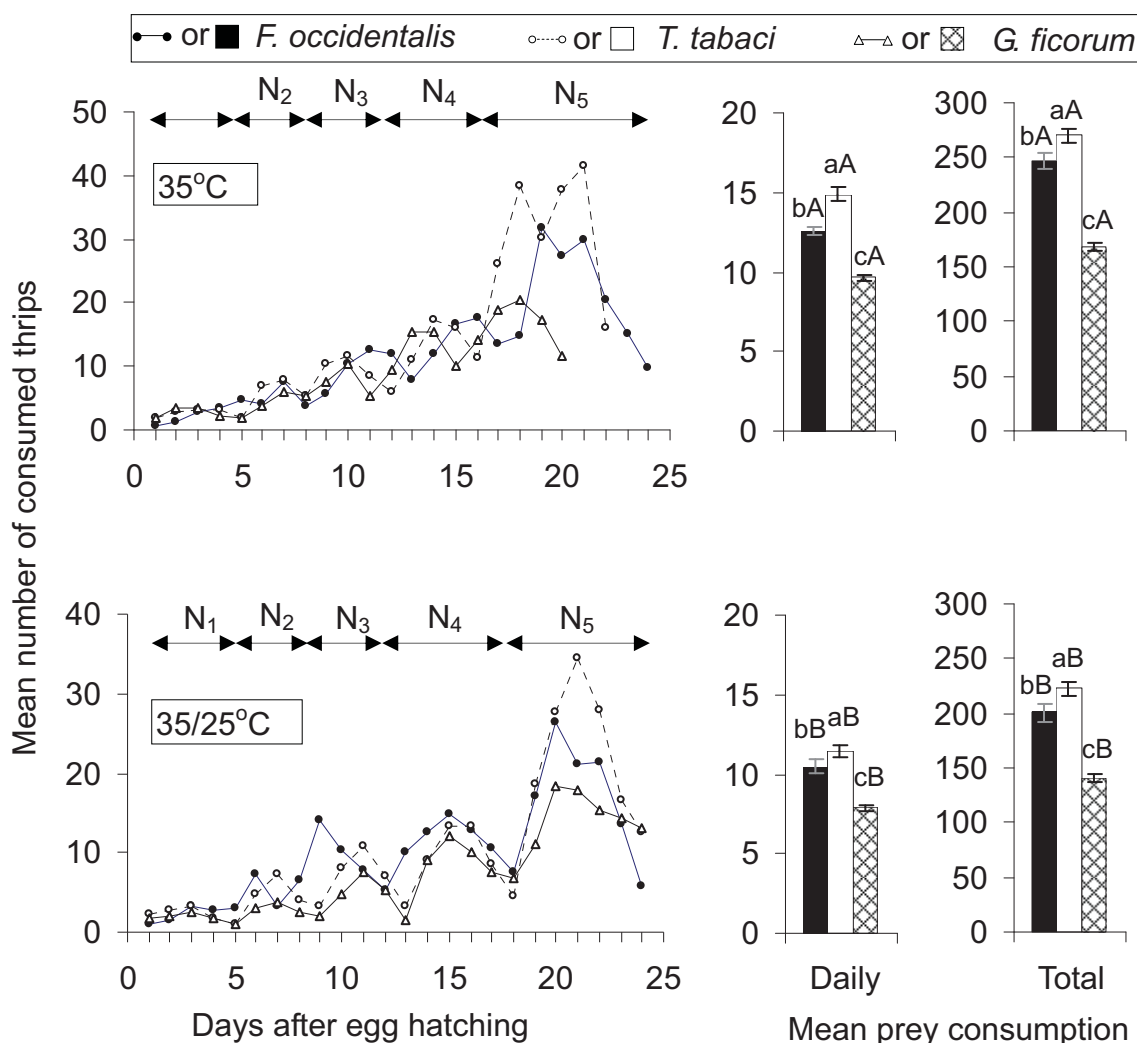 or F. occidentalis or T. tabaci or G. ficorum
Mean number of consumed thrips
N2 N3 N4 N5
35oC
50
40
30
20
10
0
0 5 10 15 20 25
20
15
10
5
0
bA aA cA
300
250
200
150
100
50
0
bA aA cA
N1 N2 N3 N4 N5
35/25oC
40
30
20
10
0
0 5 10 15 20 25
Days after egg hatching
20
15
10
5
0
bB aB cB
Daily
300
250
200
150
100
50
0
bB aB cB
Total
Mean prey consumption